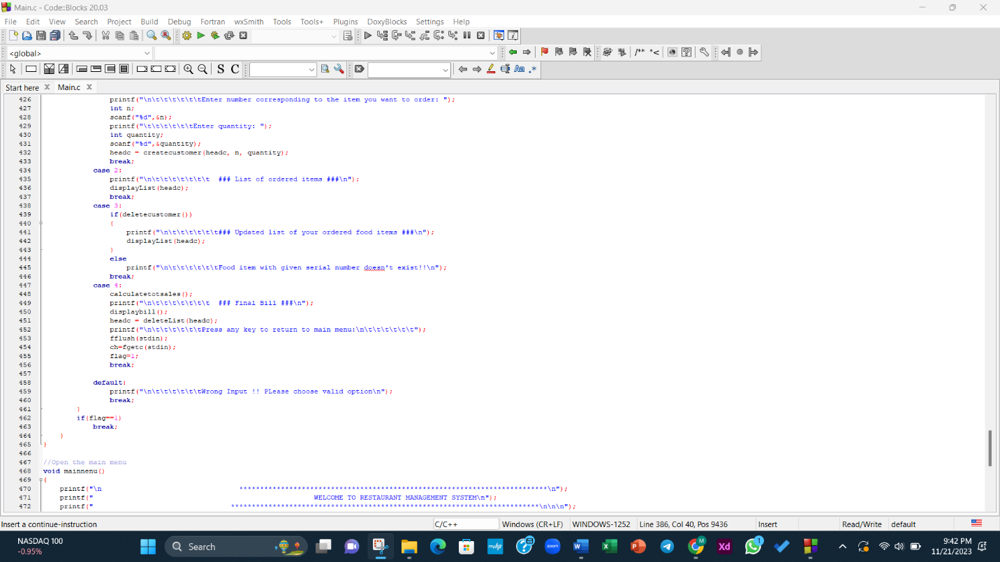 Main.c - Code::Blocks 20.03
File Edit View Search Project Build Debug Fortran wxSmith Tools Tools+ Plugins DoxyBlocks Settings Help
<global>
/** *<
S C
Aa .*
Start here Main.c
426 printf("\n\t\t\t\t\t\tEnter number corresponding to the item you want to order: ");
427 int n;
428 scanf("%d",&n);
429 printf("\t\t\t\t\t\tEnter quantity: ");
430 int quantity;
431 scanf("%d",&quantity);
432 headc = createcustomer(headc, n, quantity);
433 break;
434 case 2:
435 printf("\n\t\t\t\t\t\t\t  ### List of ordered items ###\n");
436 displayList(headc);
437 break;
438 case 3:
439 if(deletecustomer())
440 {
441 printf("\n\t\t\t\t\t\t### Updated list of your ordered food items ###\n");
442 displayList(headc);
443 }
444 else
445 printf("\n\t\t\t\t\t\tFood item with given serial number doesn't exist!!\n");
446 break;
447 case 4:
448 calculatetotsales();
449 printf("\n\t\t\t\t\t\t\t  ### Final Bill ###\n");
450 displaybill();
451 headc = deleteList(headc);
452 printf("\n\t\t\t\t\t\tPress any key to return to main menu:\n\t\t\t\t\t\t");
453 fflush(stdin);
454 ch=fgetc(stdin);
455 flag=1;
456 break;
457
458 default:
459 printf("\n\t\t\t\t\t\tWrong Input !! PLease choose valid option\n");
460 break;
461 }
462 if(flag==1)
463 break;
464 }
465 }
466
467 //Open the main menu
468 void mainnenu()
469 {
470 printf("\n **************************************************************************\n");
471 printf(" WELCOME TO RESTAURANT MANAGEMENT SYSTEM\n");
472 printf(" **************************************************************************\n\n\n");
Insert a continue-instruction C/C++ Windows (CR+LF) WINDOWS-1252 Line 386, Col 40, Pos 9436 Insert Read/Write default
NASDAQ 100
-0.95%
Search
myhp
zoom
W X P Xd
M
1
9:42 PM
11/21/2023